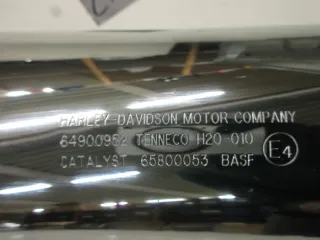 HARLEY-DAVIDSON MOTOR COMPANY
64900952 TENNECO H20-010
CATALYST 65800053 BASF E4